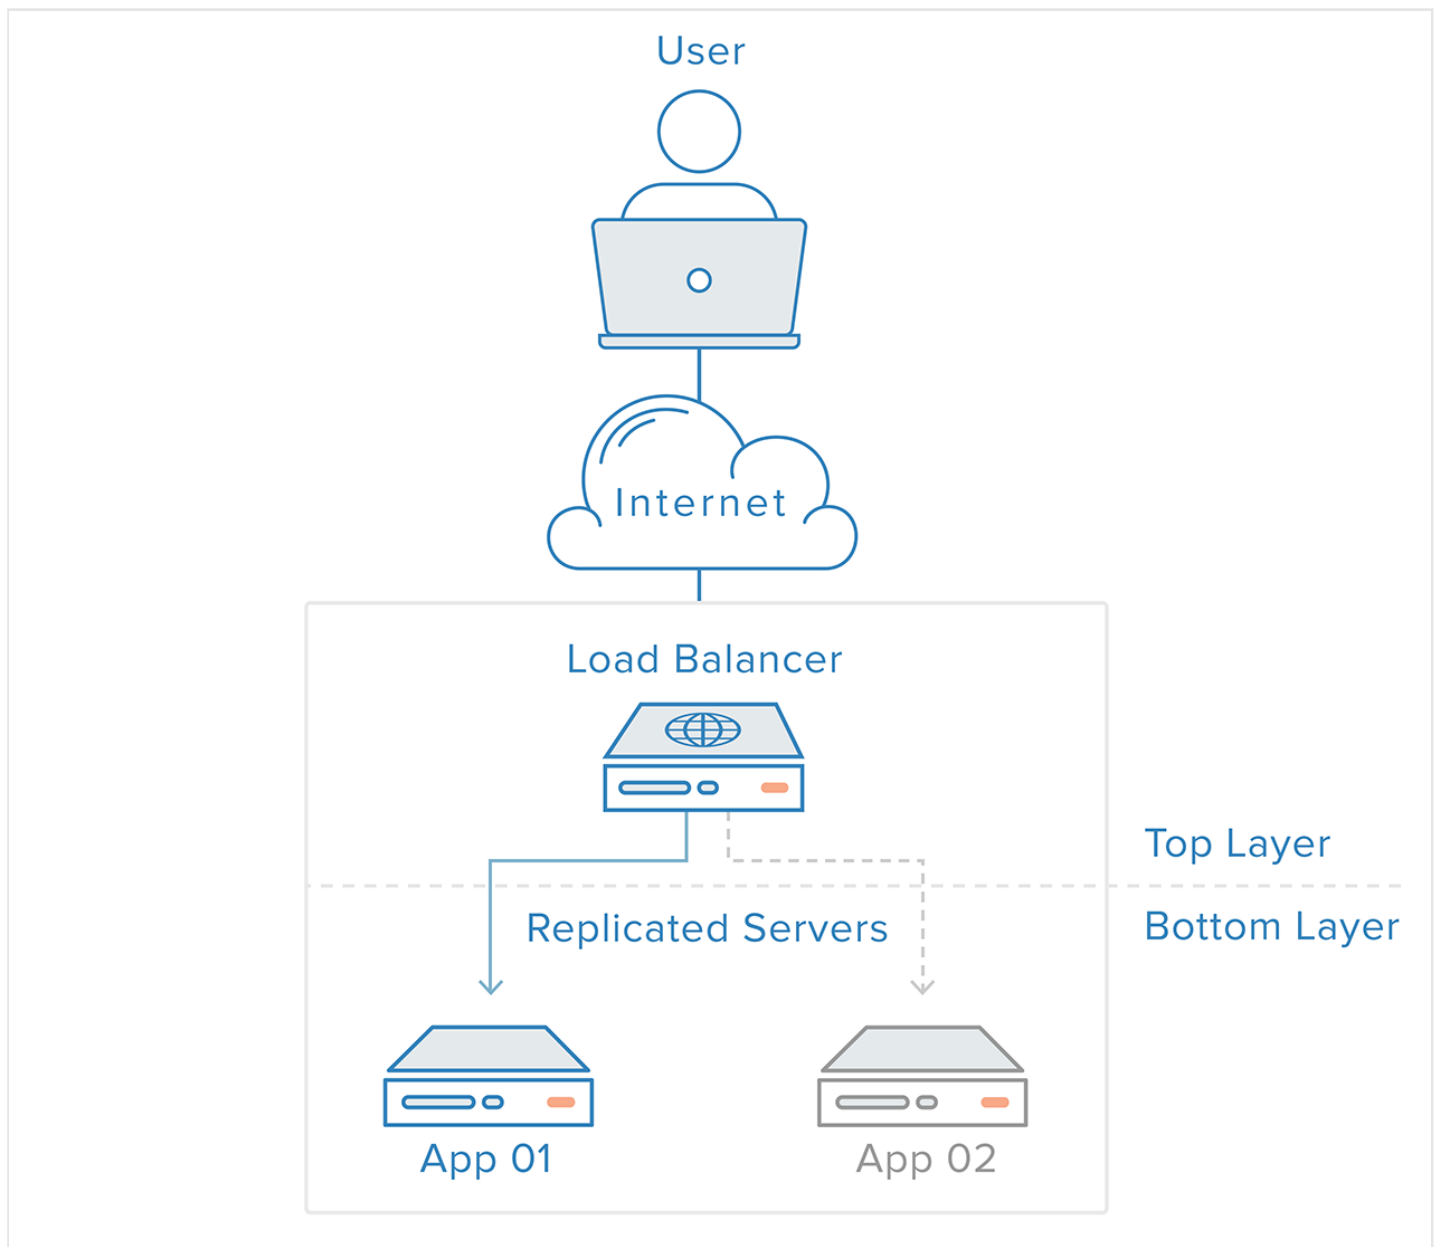 User
Internet
Load Balancer
Top Layer
Replicated Servers
Bottom Layer
App 01
App 02